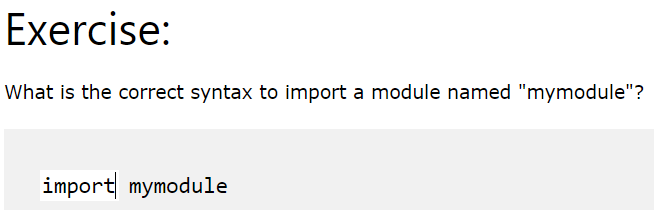 Exercise:
What is the correct syntax to import a module named "mymodule"?
import mymodule